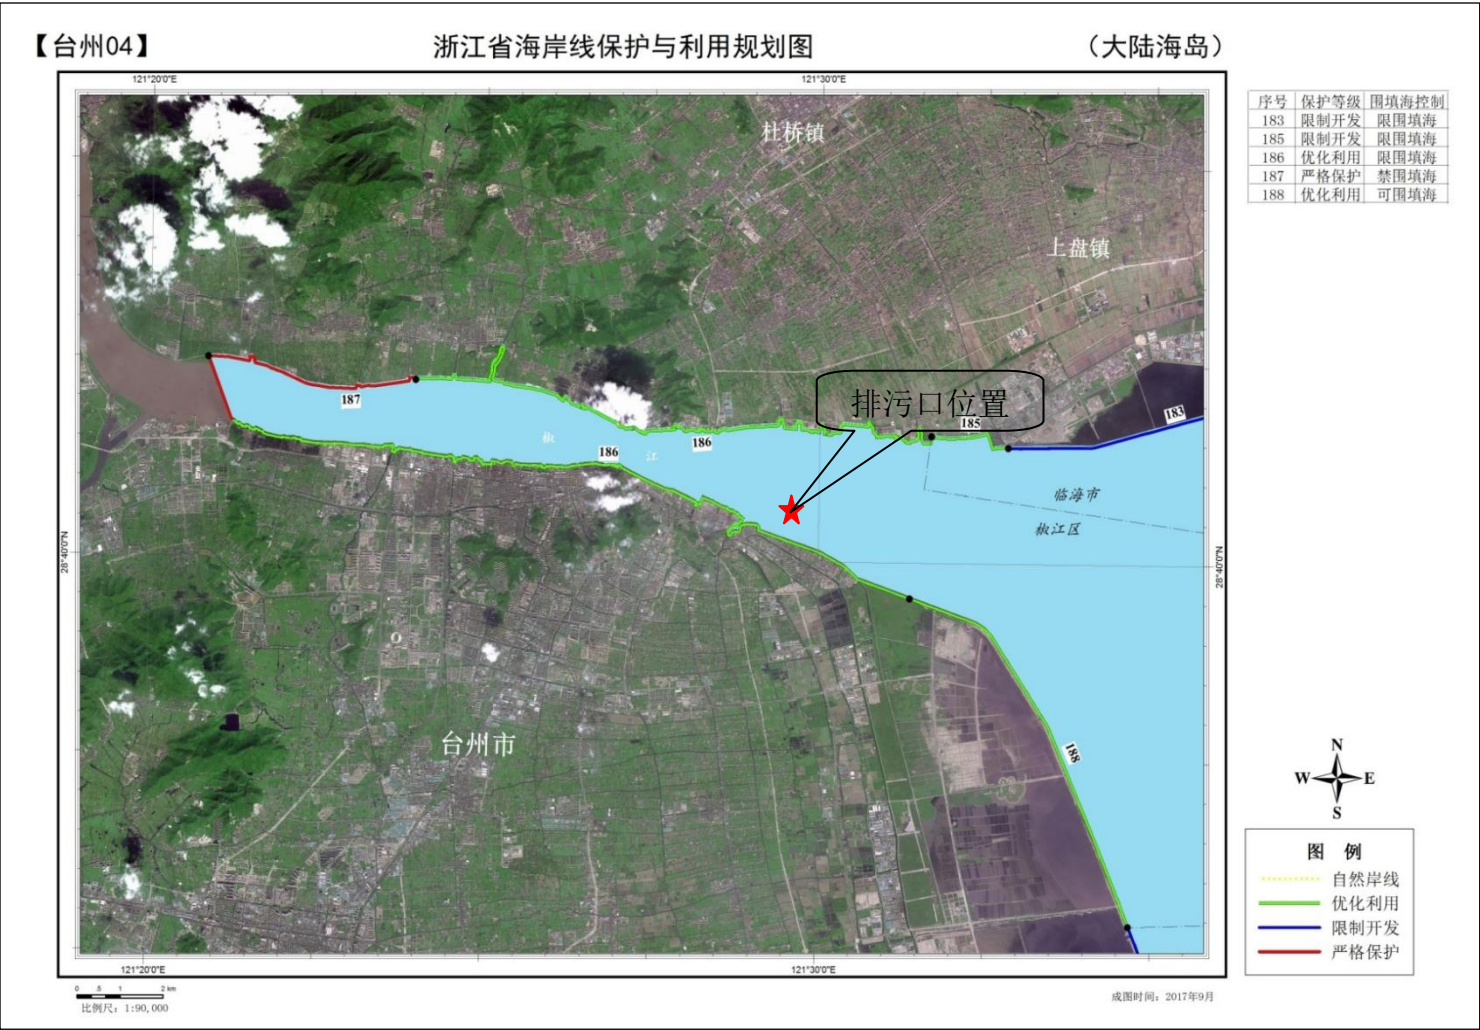 【台州04】
浙江省海岸线保护与利用规划图
（大陆海岛）
121°20'0"E
121°30'0"E
序号 保护等级 围填海控制
183 限制开发 限围填海
185 限制开发 限围填海
186 优化利用 限围填海
187 严格保护 禁围填海
188 优化利用 可围填海
杜桥镇
上盘镇
排污口位置
187
183
185
186
186
椒
江
临海市
椒江区
28°40'0"N
28°40'0"N
台州市
188
N
W
E
S
图 例
自然岸线
优化利用
限制开发
严格保护
121°20'0"E
121°30'0"E
0 .5 1 2 km
比例尺：1:90,000
成图时间：2017年9月